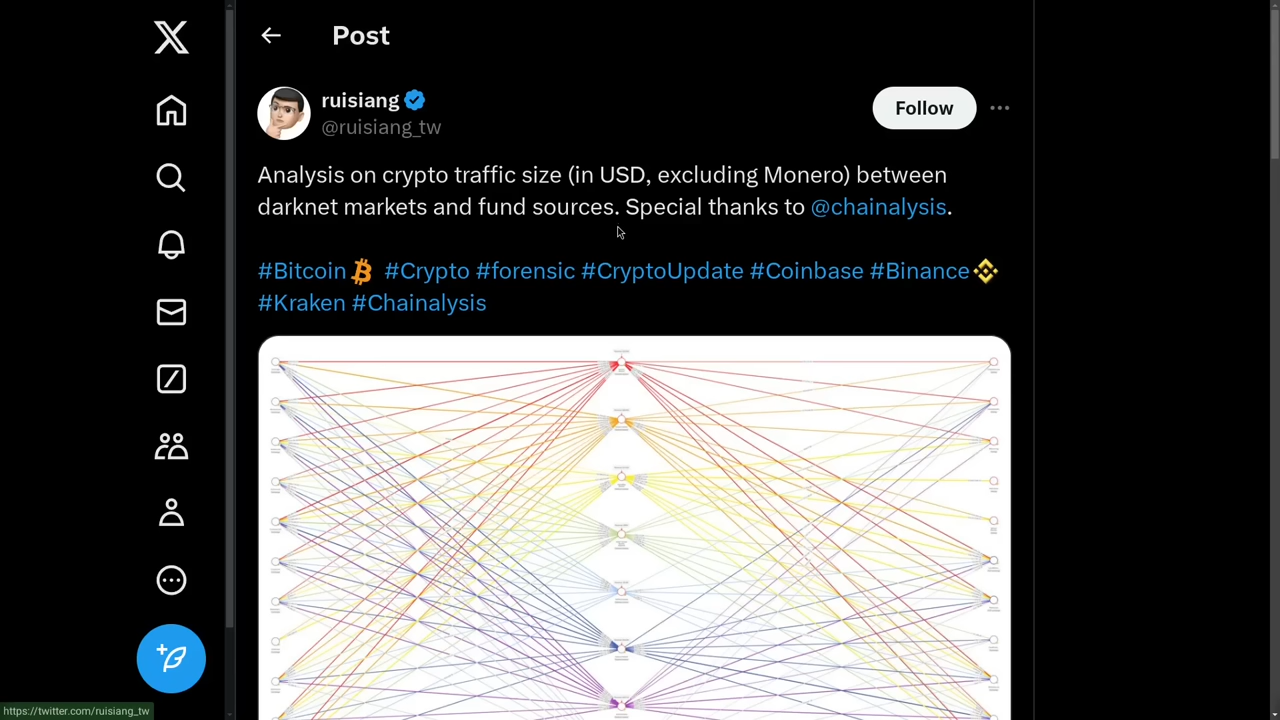 Post
ruisiang
@ruisiang_tw
Follow
Analysis on crypto traffic size (in USD, excluding Monero) between
darknet markets and fund sources. Special thanks to @chainalysis.
#Bitcoin #Crypto #forensic #CryptoUpdate #Coinbase #Binance
#Kraken #Chainalysis
https://twitter.com/ruisiang_tw